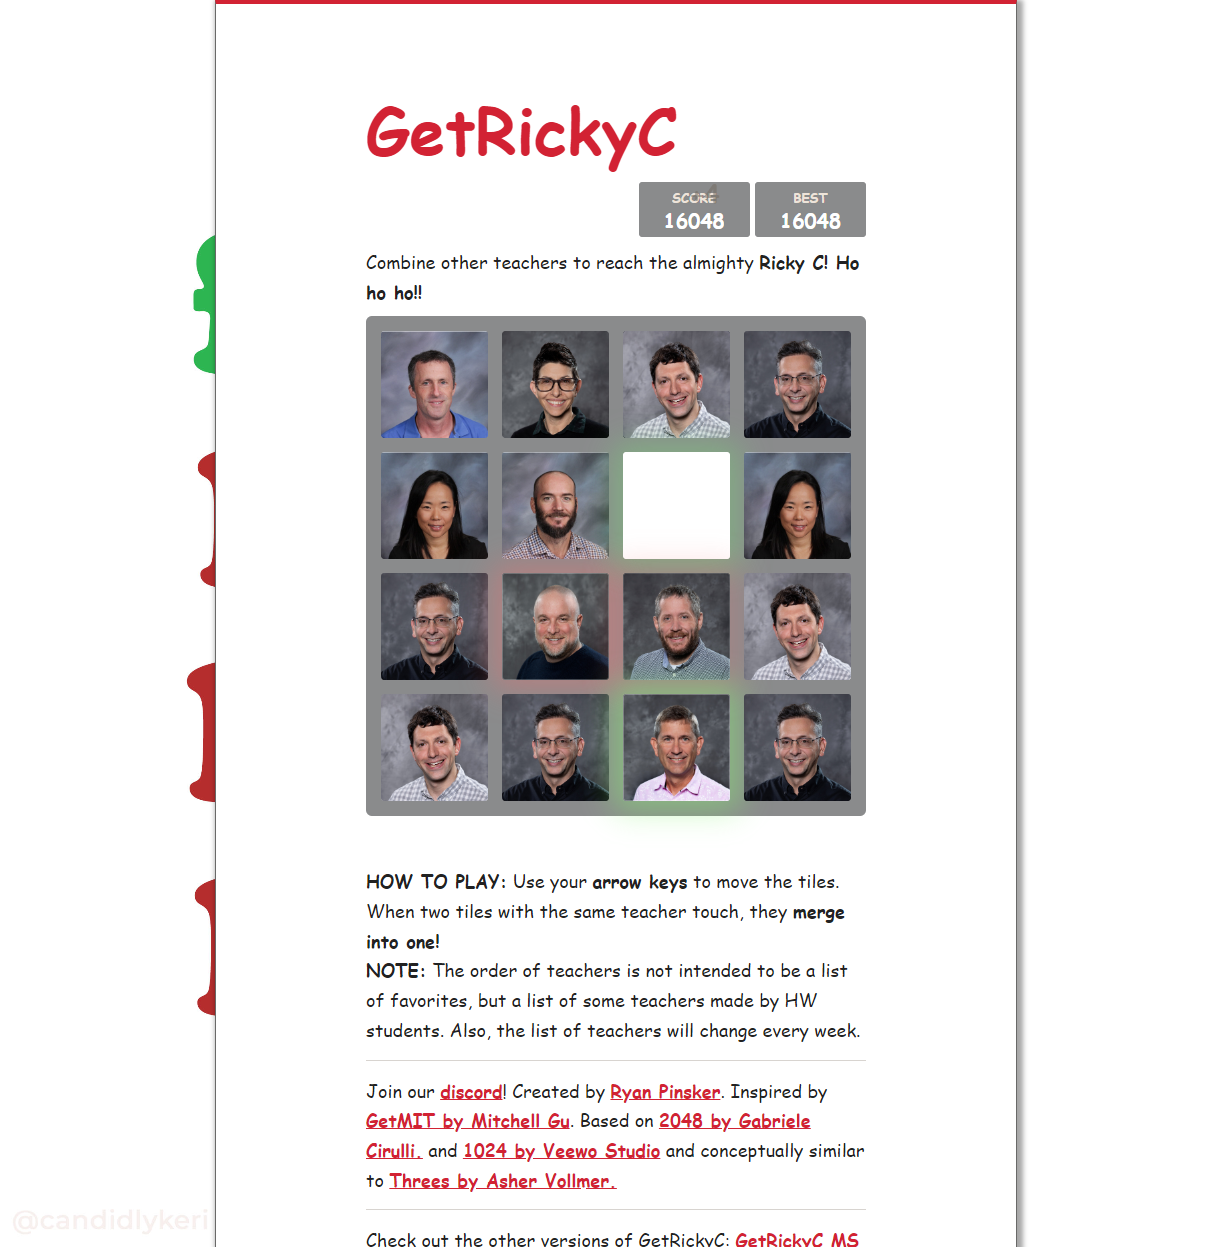 GetRickyC
SCORE BEST
16048 16048
Combine other teachers to reach the almighty Ricky C! Ho
ho ho!!
HOW TO PLAY: Use your arrow keys to move the tiles.
When two tiles with the same teacher touch, they merge
into one!
NOTE: The order of teachers is not intended to be a list
of favorites, but a list of some teachers made by HW
students. Also, the list of teachers will change every week.
Join our discord! Created by Ryan Pinsker. Inspired by
GetMIT by Mitchell Gu. Based on 2048 by Gabriele
Cirulli. and 1024 by Veewo Studio and conceptually similar
to Threes by Asher Vollmer.
@candidlykeri
Check out the other versions of GetRickyC: GetRickyC MS